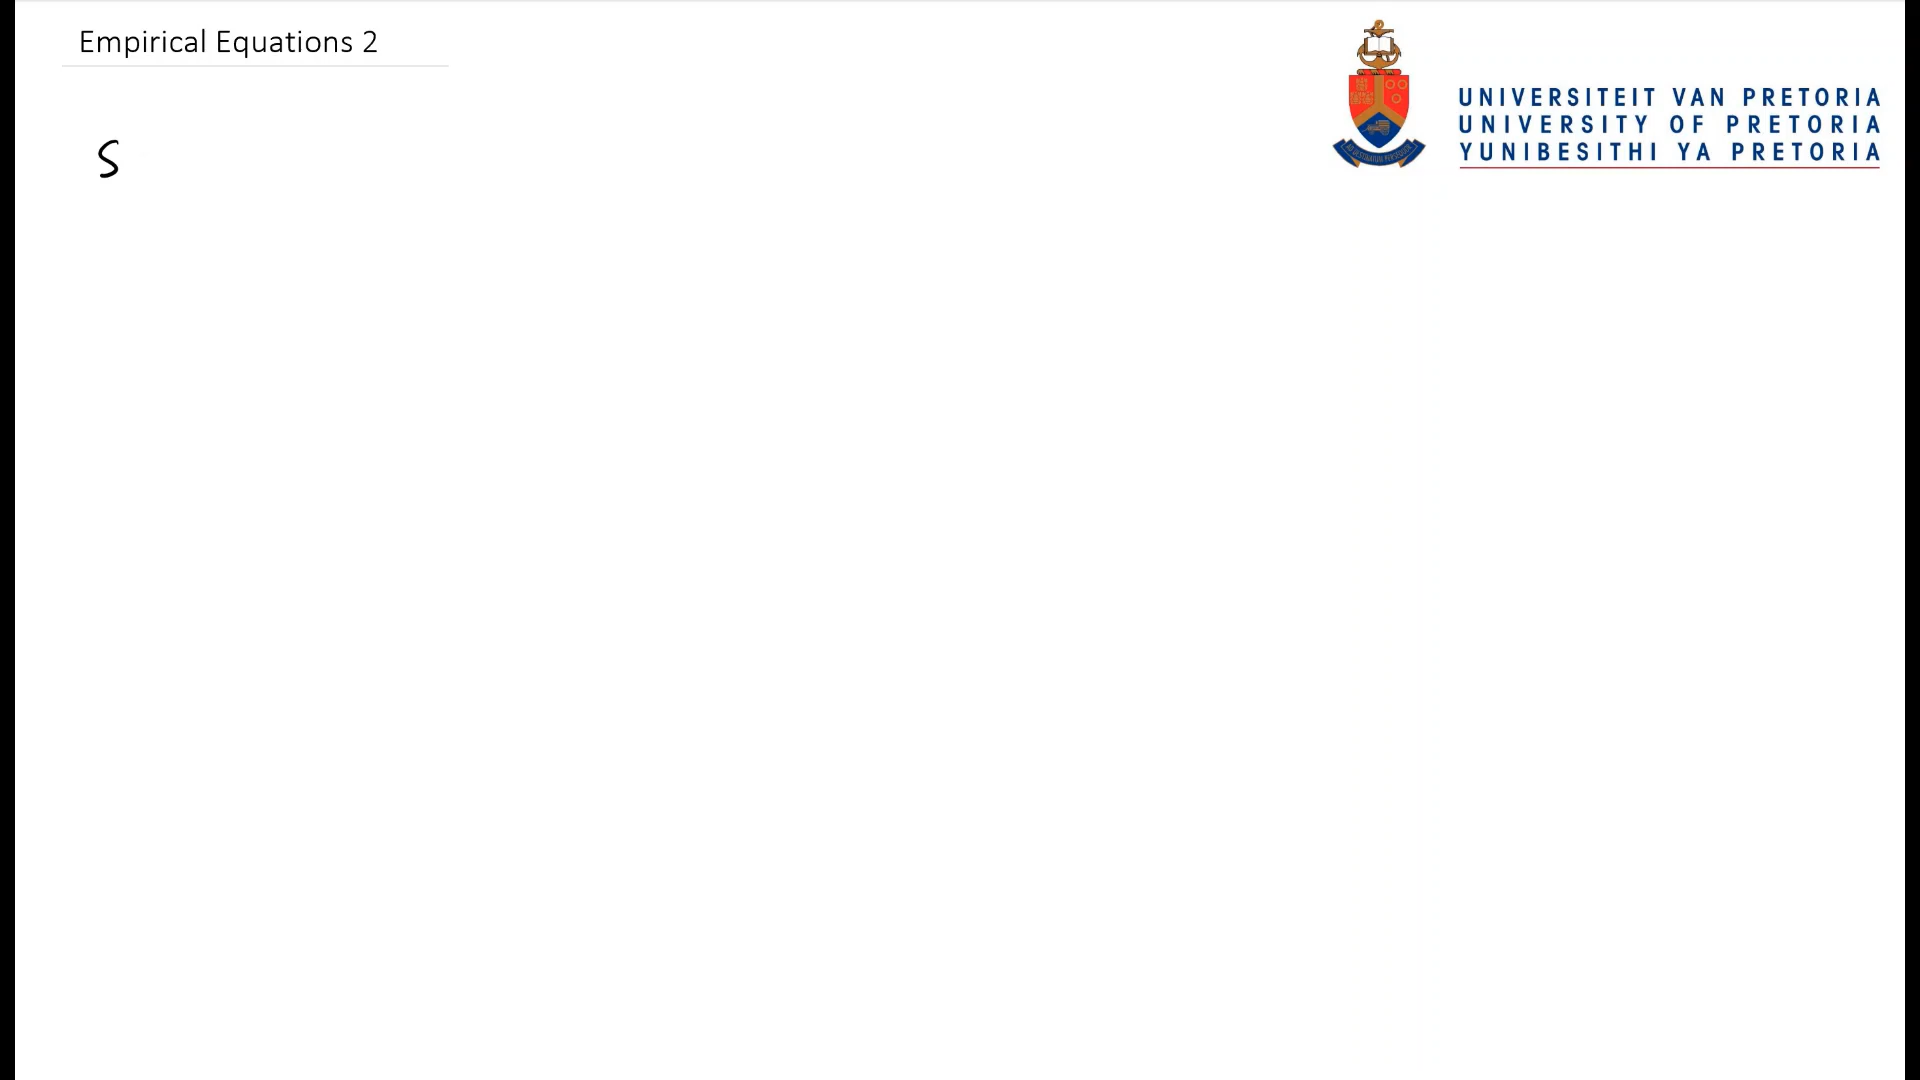 Empirical Equations 2
UNIVERSITEIT VAN PRETORIA
UNIVERSITY OF PRETORIA
YUNIBESITHI YA PRETORIA
S